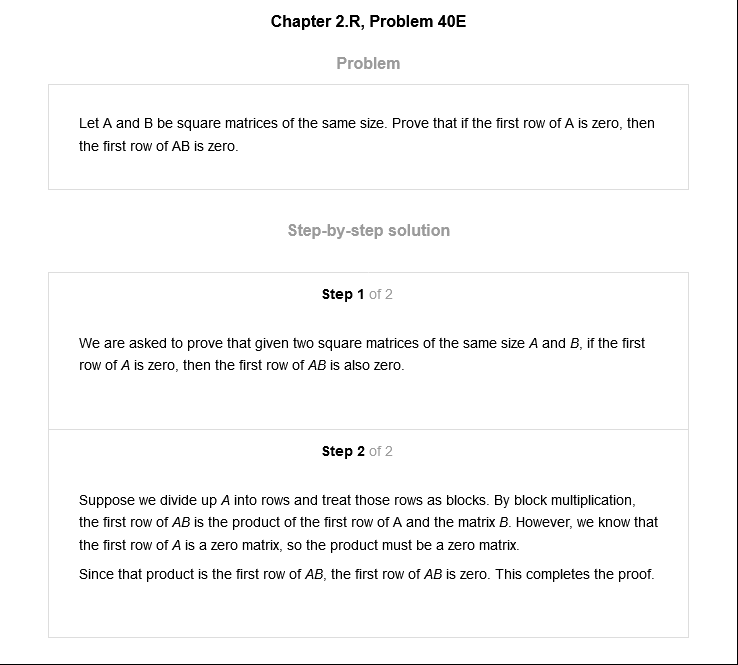 Chapter 2.R, Problem 40E
Problem
Let A and B be square matrices of the same size. Prove that if the first row of A is zero, then
the first row of AB is zero.
Step-by-step solution
Step 1 of 2
We are asked to prove that given two square matrices of the same size A and B, if the first
row of A is zero, then the first row of AB is also zero.
Step 2 of 2
Suppose we divide up A into rows and treat those rows as blocks. By block multiplication,
the first row of AB is the product of the first row of A and the matrix B. However, we know that
the first row of A is a zero matrix, so the product must be a zero matrix.
Since that product is the first row of AB, the first row of AB is zero. This completes the proof.